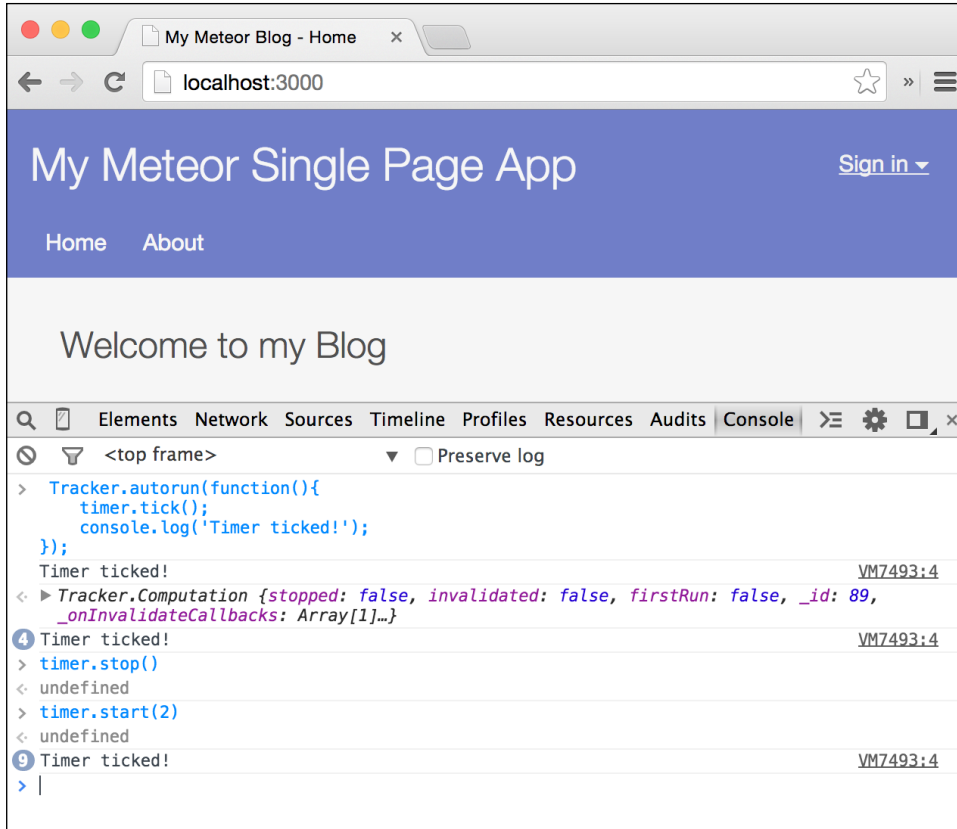 My Meteor Blog - Home
localhost:3000
My Meteor Single Page App
Sign in
Home About
Welcome to my Blog
Elements Network Sources Timeline Profiles Resources Audits Console
<top frame> Preserve log
> Tracker.autorun(function(){
timer.tick();
console.log('Timer ticked!');
});
Timer ticked! VM7493:4
Tracker.Computation {stopped: false, invalidated: false, firstRun: false, _id: 89,
_onInvalidateCallbacks: Array[1]…}
4 Timer ticked! VM7493:4
> timer.stop()
undefined
> timer.start(2)
undefined
9 Timer ticked! VM7493:4
>